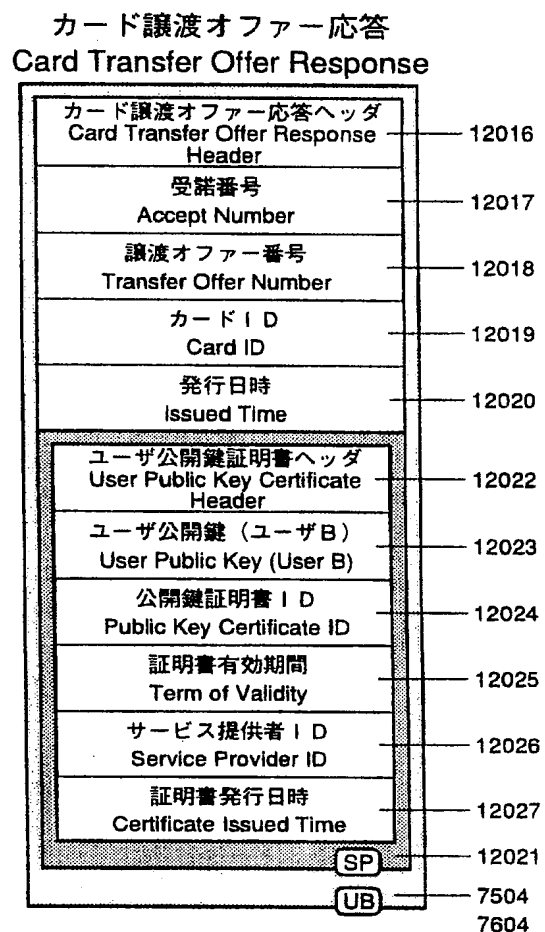 カード譲渡オファー応答
Card Transfer Offer Response
カード譲渡オファー応答ヘッダ
Card Transfer Offer Response
Header
12016
受諾番号
Accept Number
12017
譲渡オファー番号
Transfer Offer Number
12018
カードID
Card ID
12019
発行日時
Issued Time
12020
ユーザ公開鍵証明書ヘッダ
User Public Key Certificate
Header
12022
ユーザ公開鍵(ユーザB)
User Public Key (User B)
12023
公開鍵証明書ID
Public Key Certificate ID
12024
証明書有効期間
Term of Validity
12025
サービス提供者ID
Service Provider ID
12026
証明書発行日時
Certificate Issued Time
12027
SP
12021
UB
7504
7604